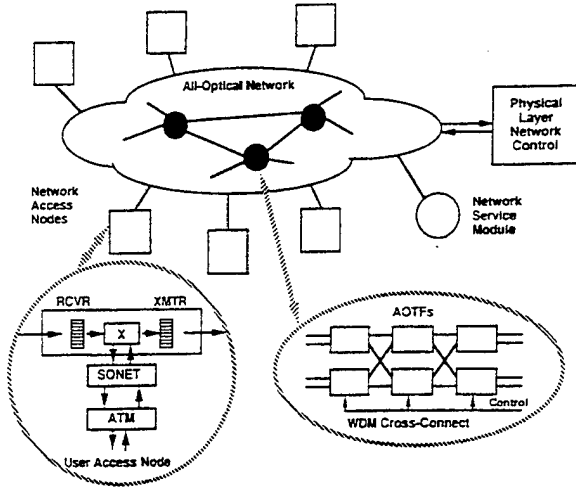 All-Optical Network
Physical
Layer
Network
Control
Network
Access
Nodes
Network
Service
Module
RCVR
XMTR
X
SONET
ATM
User Access Node
AOTFs
Control
WDM Cross-Connect